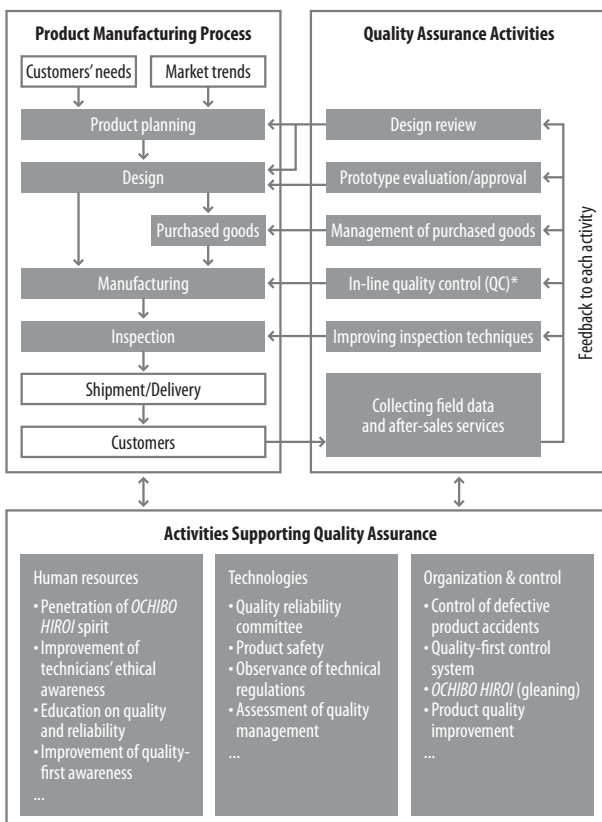 Product Manufacturing Process
Customers' needs
Market trends
Product planning
Design
Purchased goods
Manufacturing
Inspection
Shipment/Delivery
Customers
Quality Assurance Activities
Design review
Prototype evaluation/approval
Management of purchased goods
In-line quality control (QC)*
Improving inspection techniques
Collecting field data
and after-sales services
Feedback to each activity
Activities Supporting Quality Assurance
Human resources
• Penetration of OCHIBO
HIROI spirit
• Improvement of
technicians' ethical
awareness
• Education on quality
and reliability
• Improvement of quality-
first awareness
...
Technologies
• Quality reliability
committee
• Product safety
• Observance of technical
regulations
• Assessment of quality
management
...
Organization & control
• Control of defective
product accidents
• Quality-first control
system
• OCHIBO HIROI (gleaning)
• Product quality
improvement
...